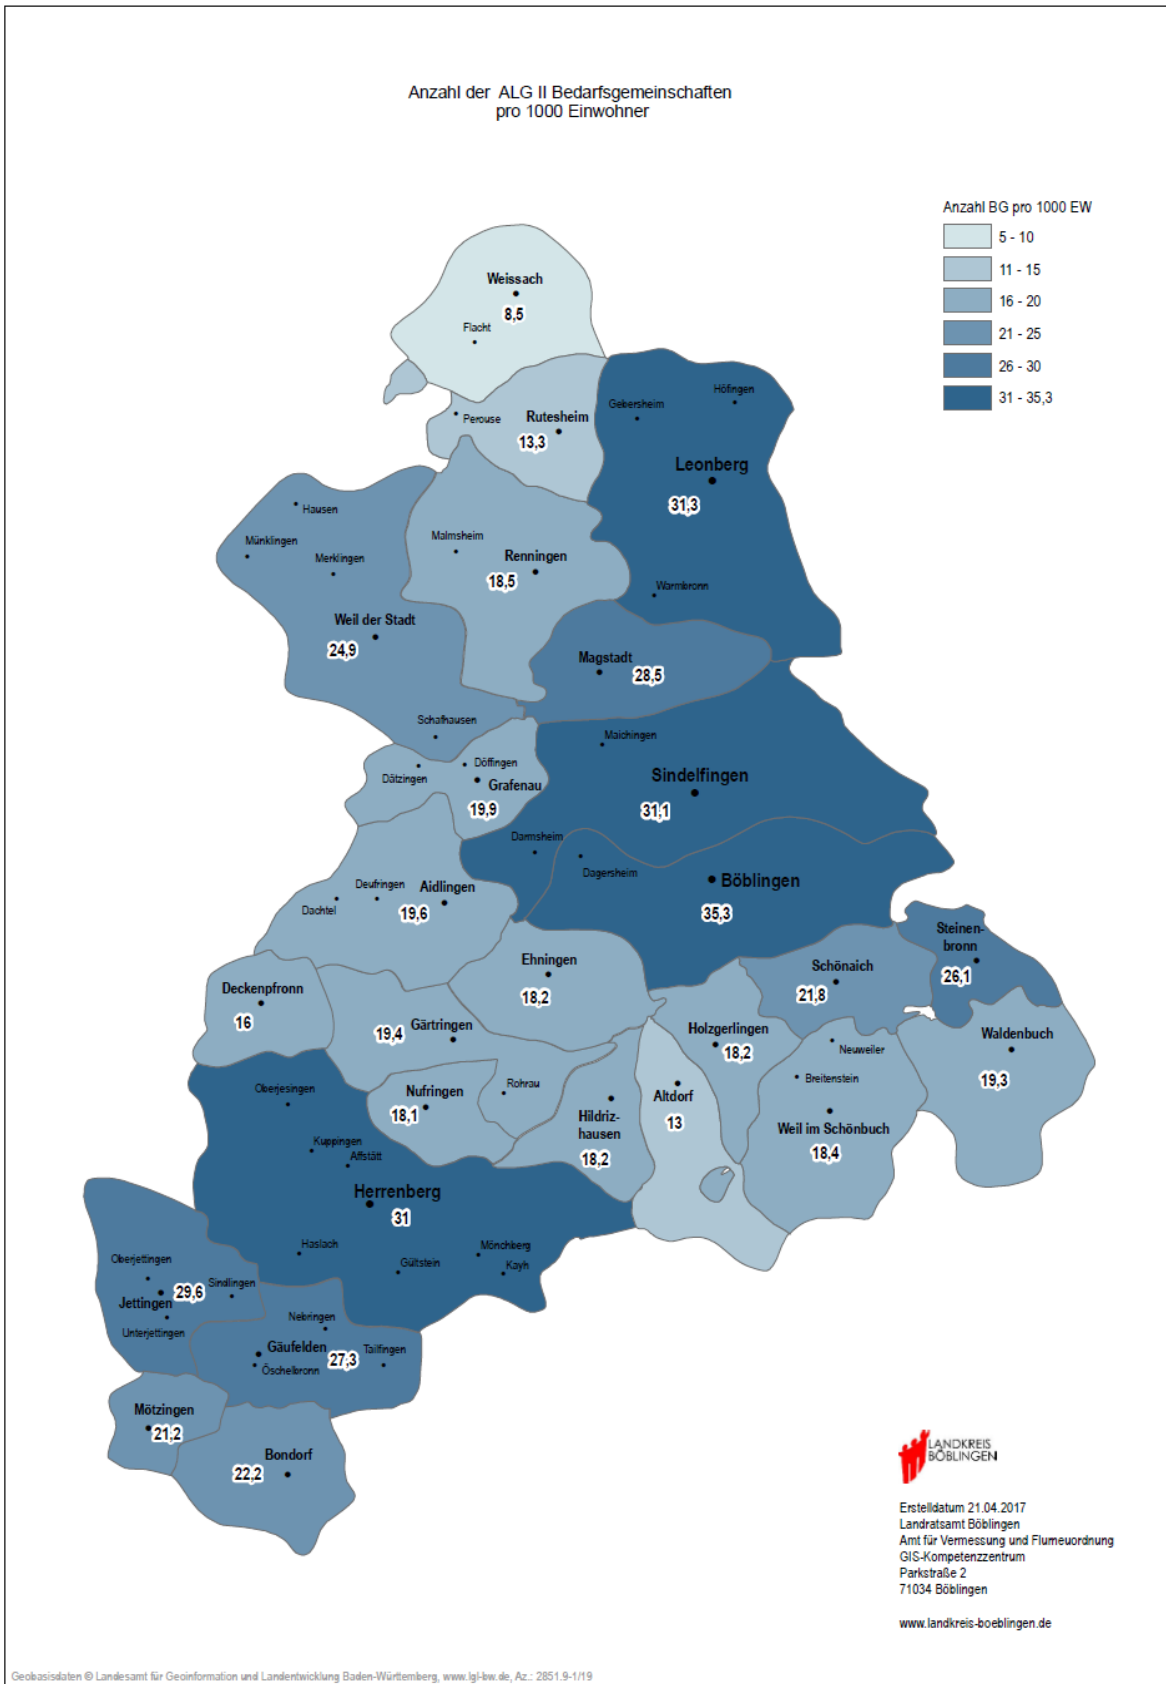 Anzahl der ALG II Bedarfsgemeinschaften
pro 1000 Einwohner
Anzahl BG pro 1000 EW
5 - 10
11 - 15
16 - 20
21 - 25
26 - 30
31 - 35,3
Weissach
8,5
Flacht
Perouse
Rutesheim
13,3
Gebersheim
Höfingen
Leonberg
31,3
Warmbronn
Hausen
Münklingen
Merklingen
Weil der Stadt
24,9
Schafhausen
Malmsheim
Renningen
18,5
Magstadt
28,5
Maichingen
Sindelfingen
31,1
Darmsheim
Dagersheim
Böblingen
35,3
Dätzingen
Döffingen
Grafenau
19,9
Deufringen
Dachtel
Aidlingen
19,6
Ehningen
18,2
Deckenpfronn
16
Gärtringen
19,4
Rohrau
Nufringen
18,1
Hildriz-
hausen
18,2
Altdorf
13
Holzgerlingen
18,2
Schönaich
21,8
Steinen-
bronn
26,1
Waldenbuch
19,3
Neuweiler
Breitenstein
Weil im Schönbuch
18,4
Oberjesingen
Kuppingen
Affstätt
Herrenberg
31
Haslach
Gültstein
Mönchberg
Kayh
Oberjettingen
Sindlingen
29,6
Jettingen
Unterjettingen
Nebringen
Gäufelden
27,3
Tailfingen
Öschelbronn
Mötzingen
21,2
Bondorf
22,2
LANDKREIS
BÖBLINGEN
Erstelldatum 21.04.2017
Landratsamt Böblingen
Amt für Vermessung und Flurneuordnung
GIS-Kompetenzzentrum
Parkstraße 2
71034 Böblingen
www.landkreis-boeblingen.de
Geobasisdaten © Landesamt für Geoinformation und Landentwicklung Baden-Württemberg, www.lgl-bw.de, Az.: 2851.9-1/19